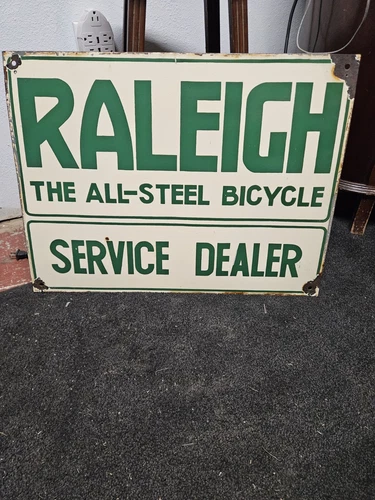 RALEIGH
THE ALL-STEEL BICYCLE
SERVICE DEALER